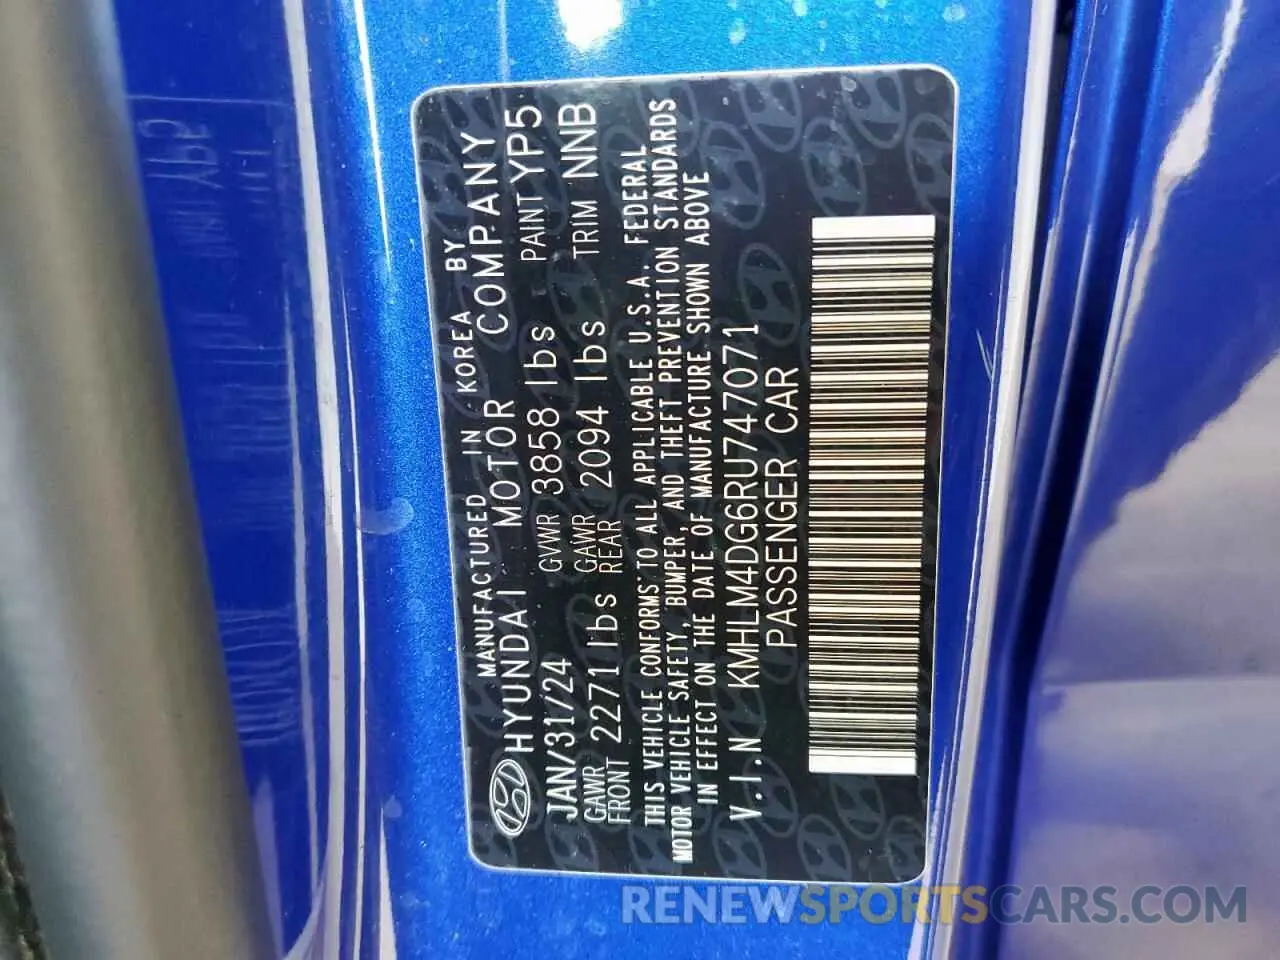 MANUFACTURED IN KOREA BY
HYUNDAI MOTOR COMPANY
JAN/31/24 GVWR 3858 lbs PAINT YP5
GAWR FRONT 2271 lbs GAWR REAR 2094 lbs TRIM NNB
THIS VEHICLE CONFORMS TO ALL APPLICABLE U.S.A. FEDERAL
MOTOR VEHICLE SAFETY, BUMPER, AND THEFT PREVENTION STANDARDS
IN EFFECT ON THE DATE OF MANUFACTURE SHOWN ABOVE
V.I.N KMHLM4DG6RU747071
PASSENGER CAR
RENEWSPORTSCARS.COM